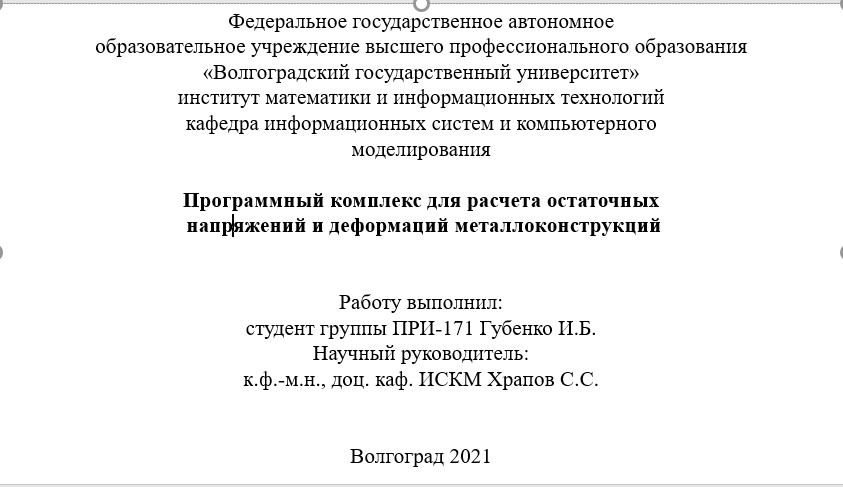 Федеральное государственное автономное
образовательное учреждение высшего профессионального образования
«Волгоградский государственный университет»
институт математики и информационных технологий
кафедра информационных систем и компьютерного
моделирования
Программный комплекс для расчета остаточных
напряжений и деформаций металлоконструкций
Работу выполнил:
студент группы ПРИ-171 Губенко И.Б.
Научный руководитель:
к.ф.-м.н., доц. каф. ИСКМ Храпов С.С.
Волгоград 2021